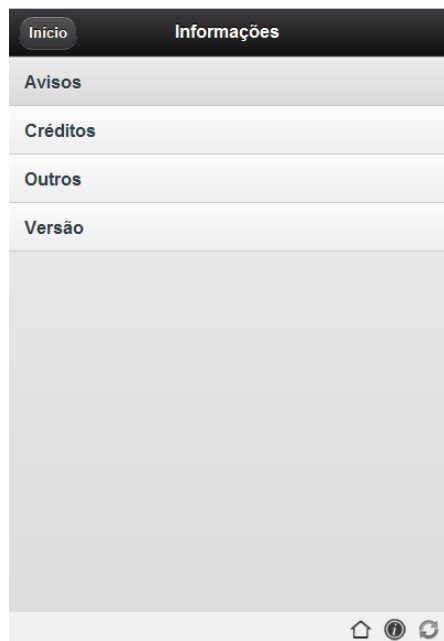 Início Informações
Avisos
Créditos
Outros
Versão